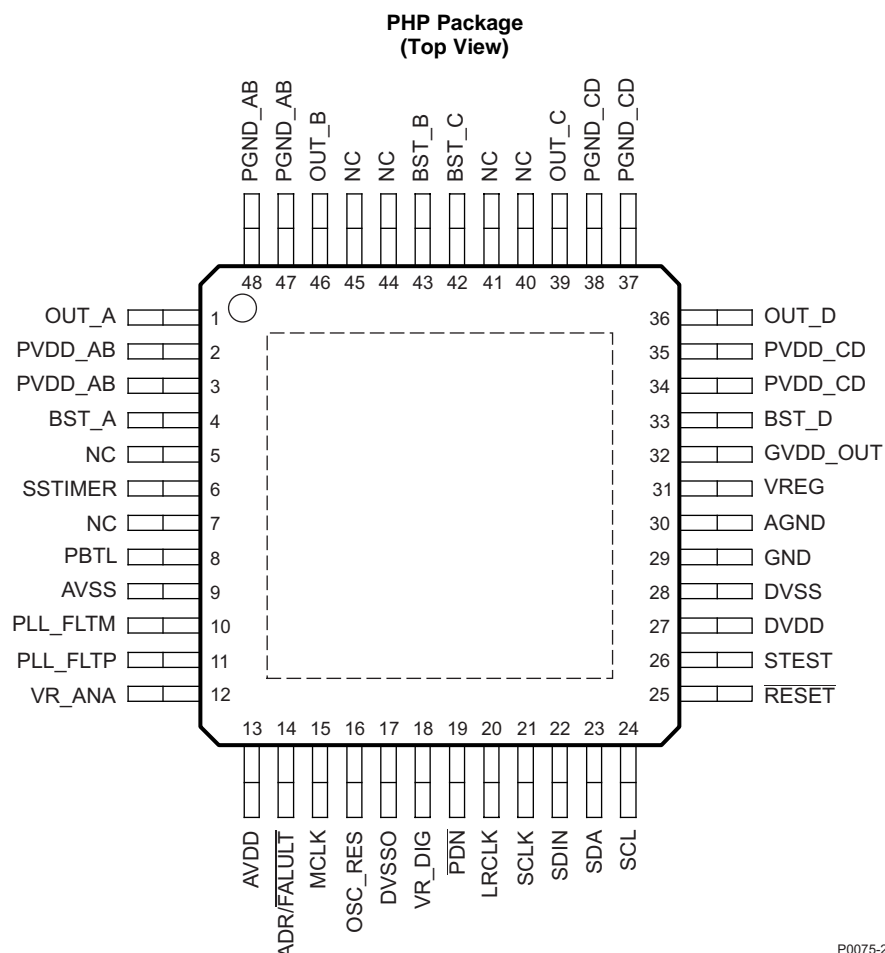 PHP Package
(Top View)
PGND_AB
PGND_AB
OUT_B
NC
NC
BST_B
BST_C
NC
NC
OUT_C
PGND_CD
PGND_CD
48 47 46 45 44 43 42 41 40 39 38 37
OUT_A 1
PVDD_AB 2
PVDD_AB 3
BST_A 4
NC 5
SSTIMER 6
NC 7
PBTL 8
AVSS 9
PLL_FLTM 10
PLL_FLTP 11
VR_ANA 12
36 OUT_D
35 PVDD_CD
34 PVDD_CD
33 BST_D
32 GVDD_OUT
31 VREG
30 AGND
29 GND
28 DVSS
27 DVDD
26 STEST
25 RESET
13 14 15 16 17 18 19 20 21 22 23 24
AVDD
ADR/FALULT
MCLK
OSC_RES
DVSSO
VR_DIG
PDN
LRCLK
SCLK
SDIN
SDA
SCL
P0075-2